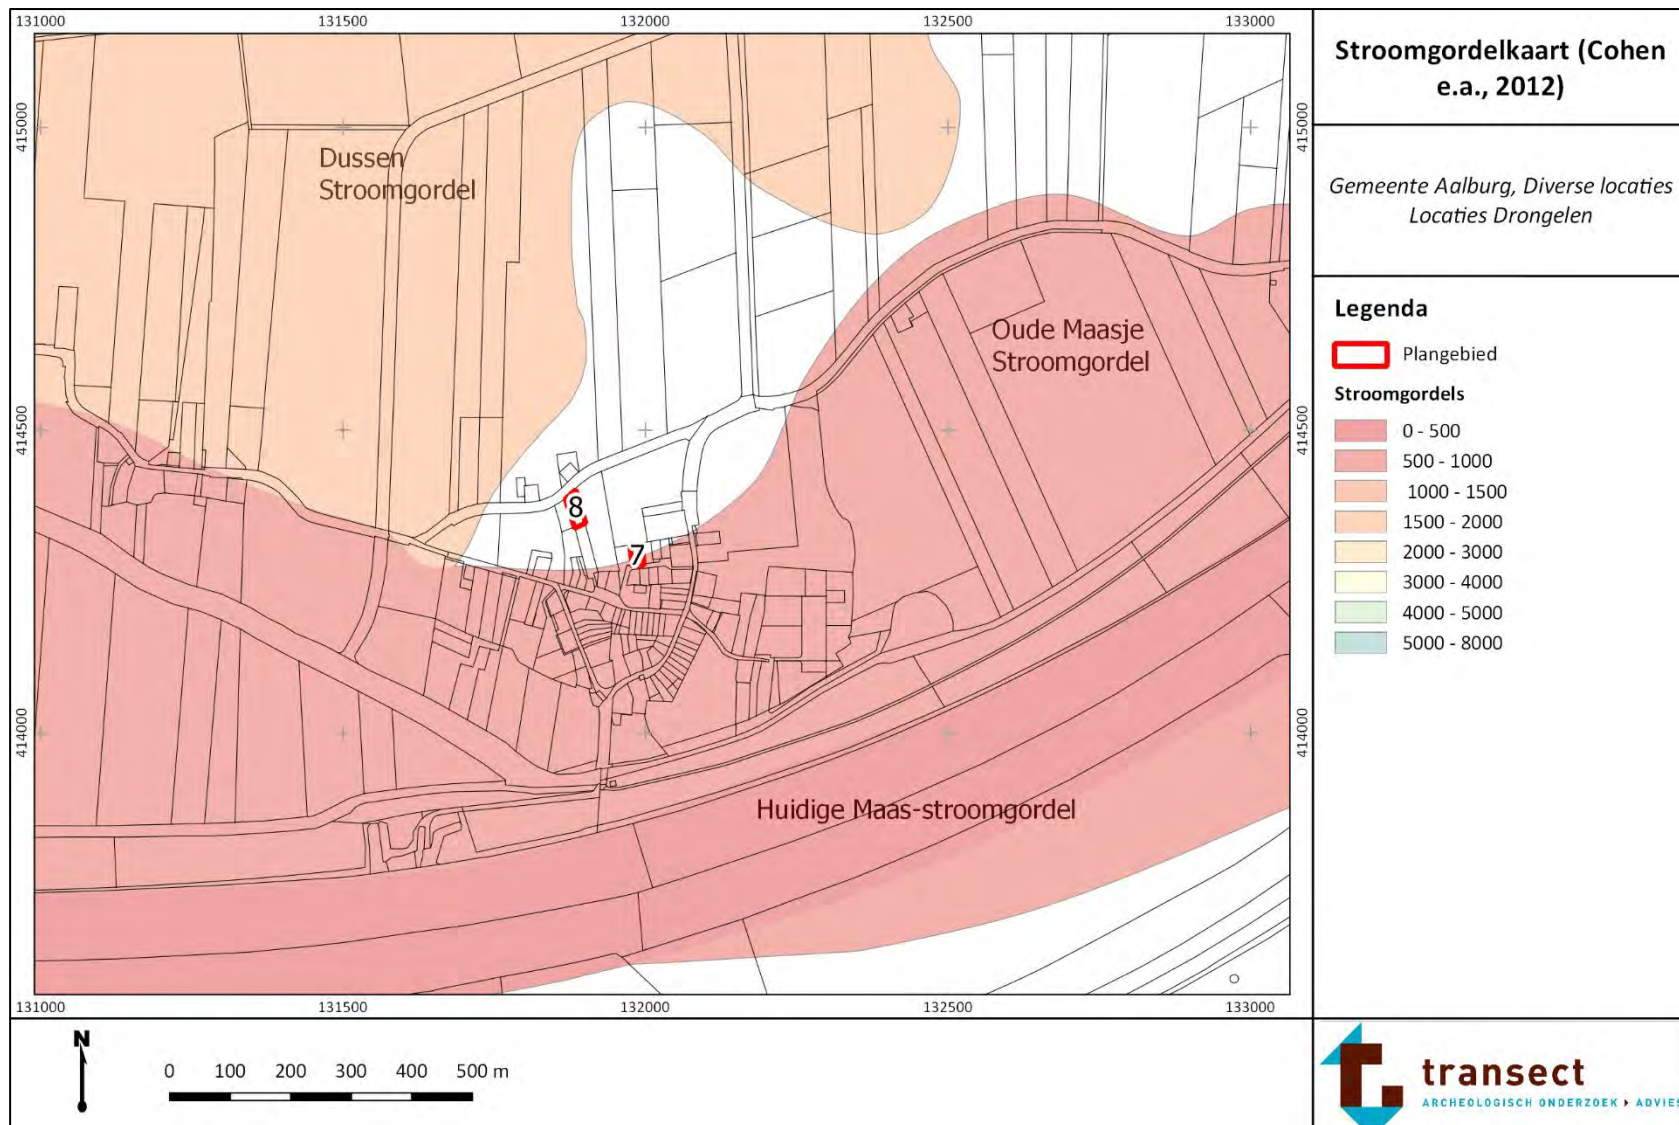 131000 131500 132000 132500 133000
415000 415000
Dussen
Stroomgordel
Oude Maasje
Stroomgordel
414500 414500
8
7
414000 414000
Huidige Maas-stroomgordel
131000 131500 132000 132500 133000
N
0 100 200 300 400 500 m
Stroomgordelkaart (Cohen
e.a., 2012)
Gemeente Aalburg, Diverse locaties
Locaties Drongelen
Legenda
Plangebied
Stroomgordels
0 - 500
500 - 1000
1000 - 1500
1500 - 2000
2000 - 3000
3000 - 4000
4000 - 5000
5000 - 8000
transect
ARCHEOLOGISCH ONDERZOEK ▸ ADVIES